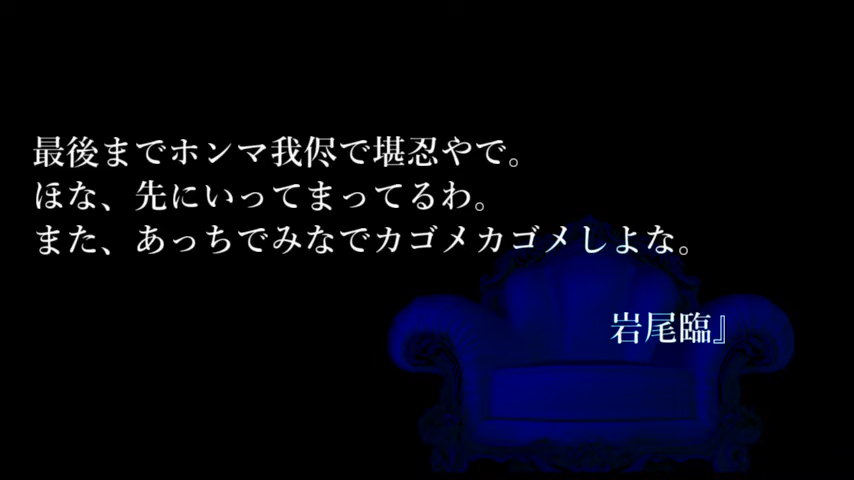 最後までホンマ我侭で堪忍やで。
ほな、先にいってまってるわ。
また、あっちでみなでカゴメカゴメしよな。
岩尾臨』